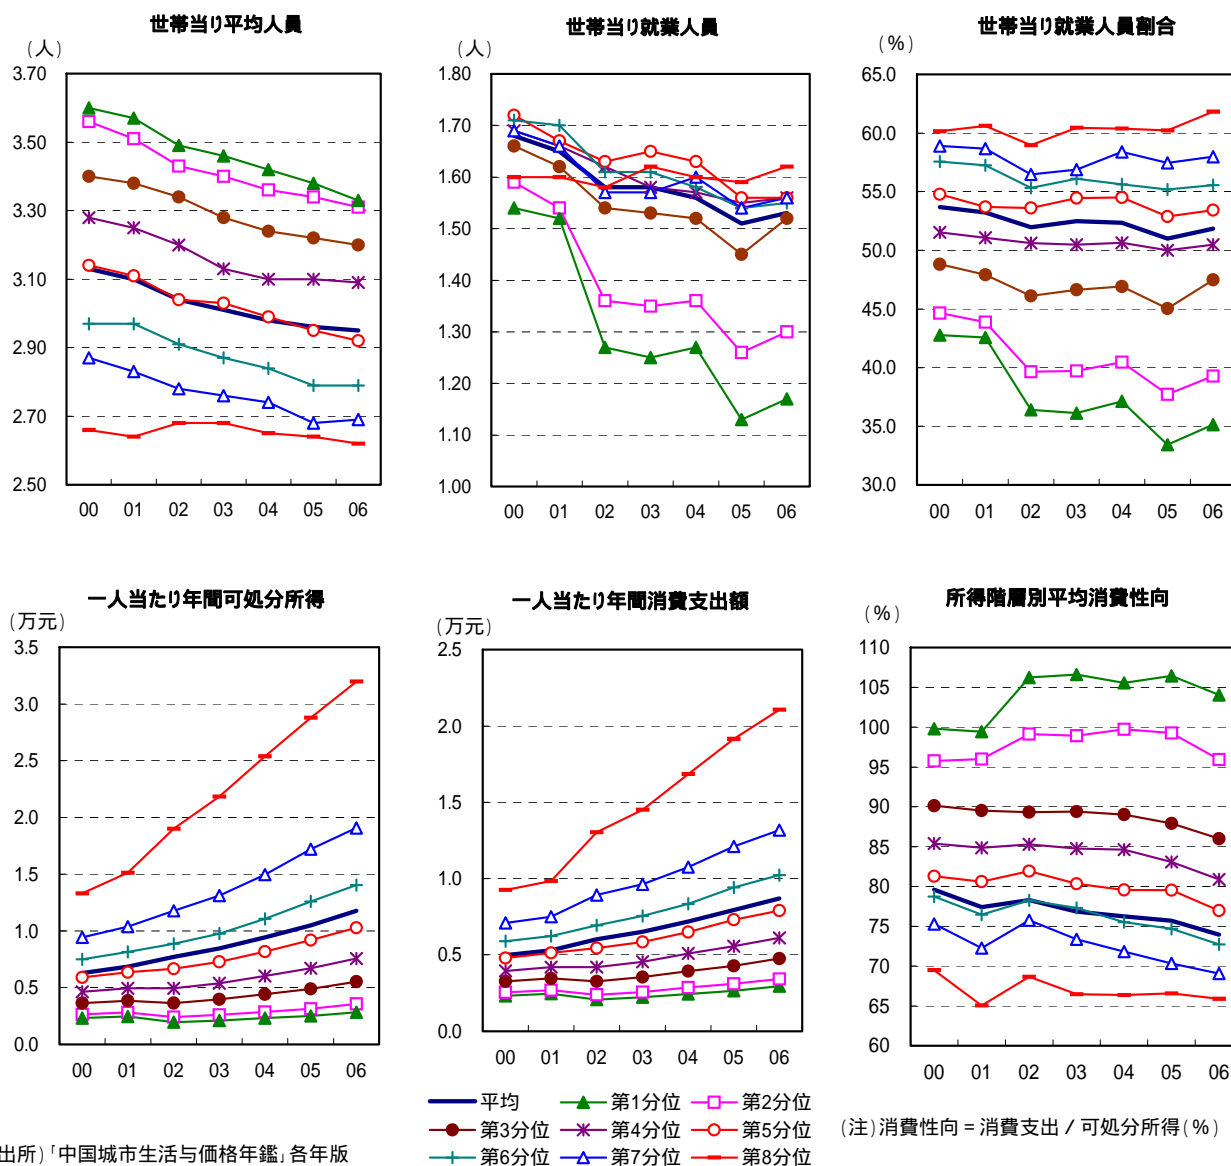 世帯当り平均人員
(人)
3.70
3.50
3.30
3.10
2.90
2.70
2.50
00 01 02 03 04 05 06
世帯当り就業人員
(人)
1.80
1.70
1.60
1.50
1.40
1.30
1.20
1.10
1.00
00 01 02 03 04 05 06
世帯当り就業人員割合
(%)
65.0
60.0
55.0
50.0
45.0
40.0
35.0
30.0
00 01 02 03 04 05 06
一人当たり年間可処分所得
(万元)
3.5
3.0
2.5
2.0
1.5
1.0
0.5
0.0
00 01 02 03 04 05 06
一人当たり年間消費支出額
(万元)
2.5
2.0
1.5
1.0
0.5
0.0
00 01 02 03 04 05 06
所得階層別平均消費性向
(%)
110
105
100
95
90
85
80
75
70
65
60
00 01 02 03 04 05 06
平均 第1分位 第2分位
第3分位 第4分位 第5分位
第6分位 第7分位 第8分位
(注)消費性向=消費支出/可処分所得(%)
出所)「中国城市生活与価格年鑑」各年版